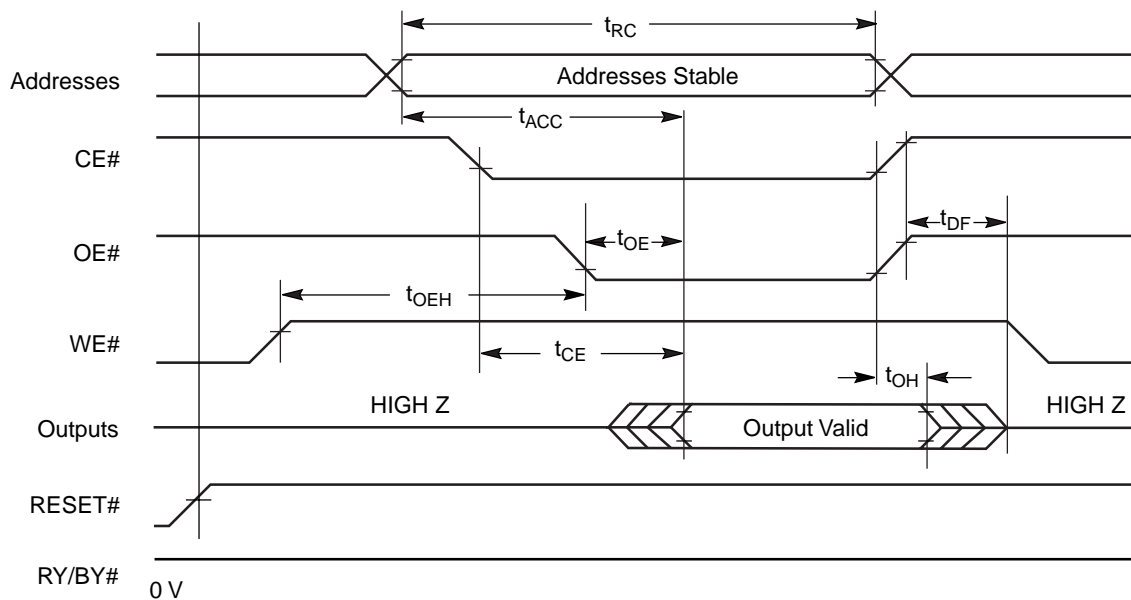 tRC
Addresses
Addresses Stable
tACC
CE#
tDF
OE#
tOE
tOEH
WE#
tCE
tOH
HIGH Z
HIGH Z
Outputs
Output Valid
RESET#
RY/BY#
0 V